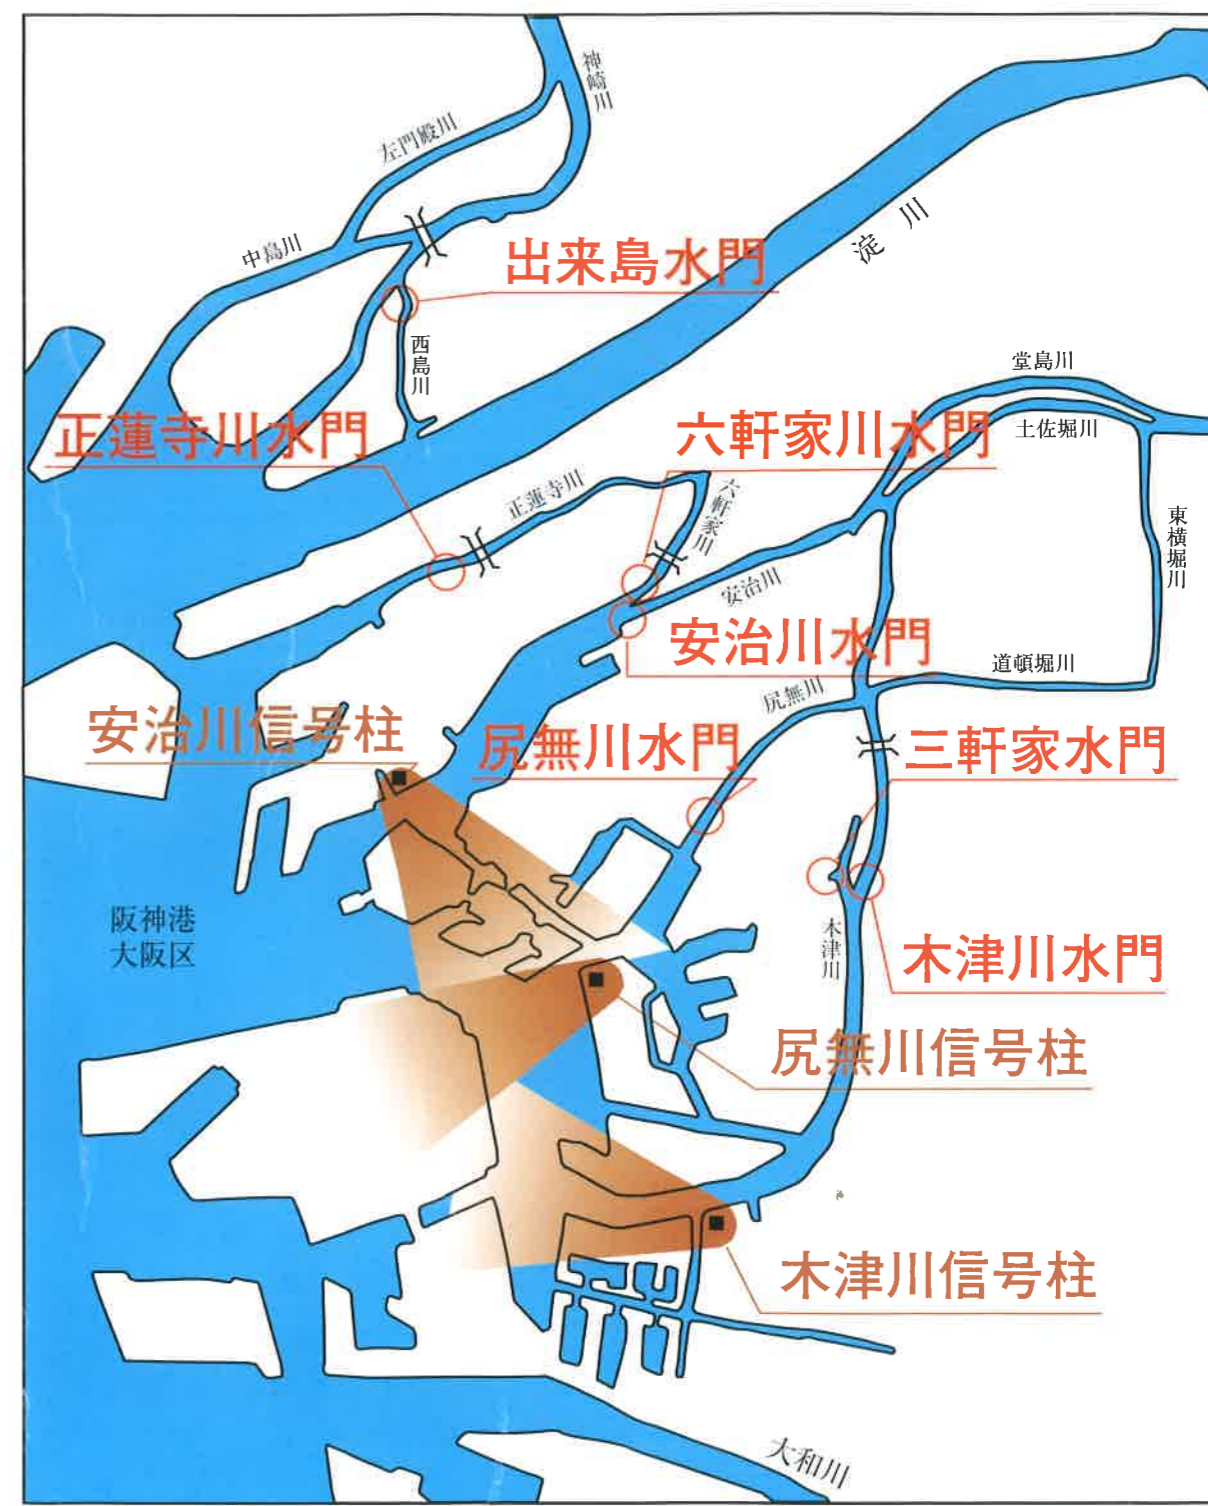 神崎川
左門殿川
淀川
中島川
出来島水門
西島川
堂島川
正蓮寺川水門
六軒家川水門
土佐堀川
正蓮寺川
六軒家川
東横堀川
安治川
安治川水門
道頓堀川
尻無川
安治川信号柱
尻無川水門
三軒家水門
阪神港
大阪区
木津川
木津川水門
尻無川信号柱
木津川信号柱
大和川